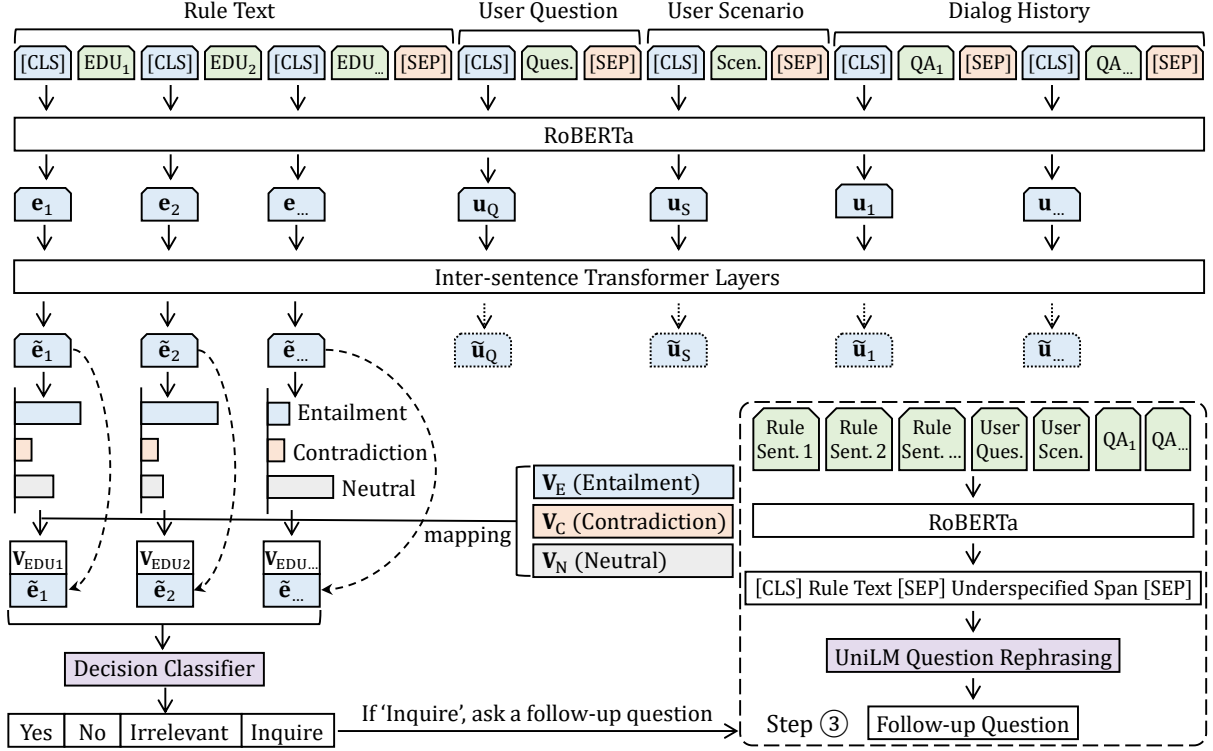 Rule Text User Question User Scenario Dialog History
[CLS] EDU1 [CLS] EDU2 [CLS] EDU... [SEP] [CLS] Ques. [SEP] [CLS] Scen. [SEP] [CLS] QA1 [SEP] [CLS] QA... [SEP]
RoBERTa
e1 e2 e... uQ uS u1 u...
Inter-sentence Transformer Layers
ẽ1 ẽ2 ẽ... ũQ ũS ũ1 ũ...
Entailment
Contradiction
Neutral
mapping
VE (Entailment)
VC (Contradiction)
VN (Neutral)
VEDU1 VEDU2 VEDU...
ẽ1 ẽ2 ẽ...
Decision Classifier
Yes No Irrelevant Inquire
If 'Inquire', ask a follow-up question
Rule Sent. 1
Rule Sent. 2
Rule Sent. ...
User Ques.
User Scen.
QA1
QA...
RoBERTa
[CLS] Rule Text [SEP] Underspecified Span [SEP]
UniLM Question Rephrasing
Step ③ Follow-up Question